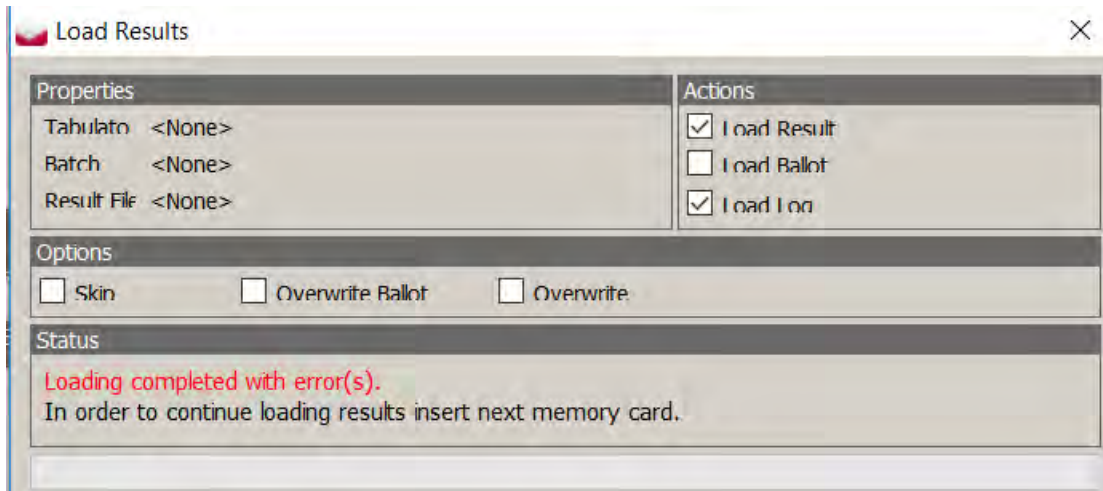 Load Results
Properties
Tabulato <None>
Batch <None>
Result File <None>
Actions
Load Result
Load Ballot
Load Log
Options
Skip Overwrite Ballot Overwrite
Status
Loading completed with error(s).
In order to continue loading results insert next memory card.